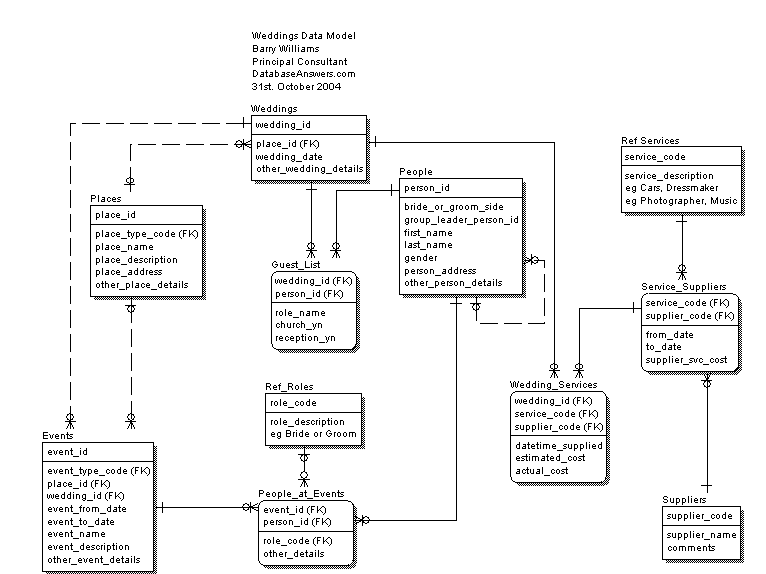 Weddings Data Model
Barry Williams
Principal Consultant
DatabaseAnswers.com
31st. October 2004
Weddings
wedding_id
place_id (FK)
wedding_date
other_wedding_details
Ref Services
service_code
service_description
eg Cars, Dressmaker
eg Photographer, Music
People
person_id
bride_or_groom_side
group_leader_person_id
first_name
last_name
gender
person_address
other_person_details
Places
place_id
place_type_code (FK)
place_name
place_description
place_address
other_place_details
Guest_List
wedding_id (FK)
person_id (FK)
role_name
church_yn
reception_yn
Service_Suppliers
service_code (FK)
supplier_code (FK)
from_date
to_date
supplier_svc_cost
Ref_Roles
role_code
role_description
eg Bride or Groom
Wedding_Services
wedding_id (FK)
service_code (FK)
supplier_code (FK)
datetime_supplied
estimated_cost
actual_cost
Events
event_id
event_type_code (FK)
place_id (FK)
wedding_id (FK)
event_from_date
event_to_date
event_name
event_description
other_event_details
People_at_Events
event_id (FK)
person_id (FK)
role_code (FK)
other_details
Suppliers
supplier_code
supplier_name
comments